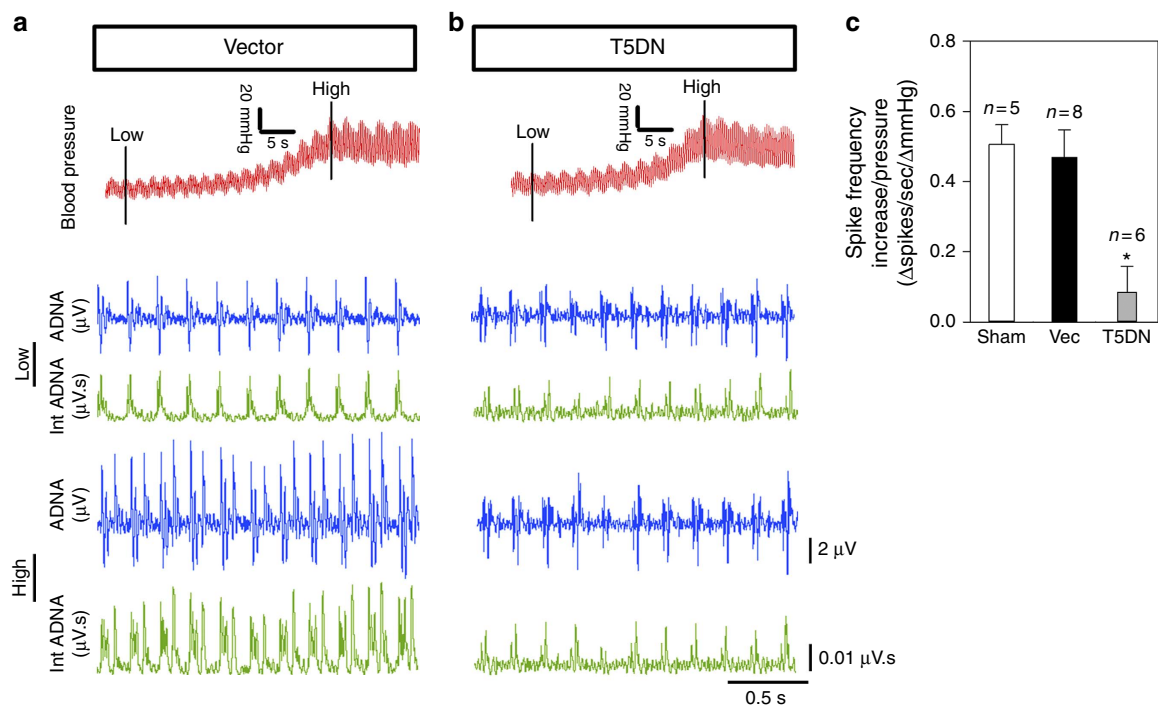 a
Vector
Blood pressure
Low
20 mmHg
5 s
High
Low
ADNA
(μV)
Int ADNA
(μV.s)
High
ADNA
(μV)
Int ADNA
(μV.s)
b
T5DN
Low
20 mmHg
5 s
High
2 μV
0.01 μV.s
0.5 s
c
Spike frequency
increase/pressure
(Δspikes/sec/ΔmmHg)
0.8
0.6
0.4
0.2
0.0
n=5
n=8
n=6
*
Sham
Vec
T5DN